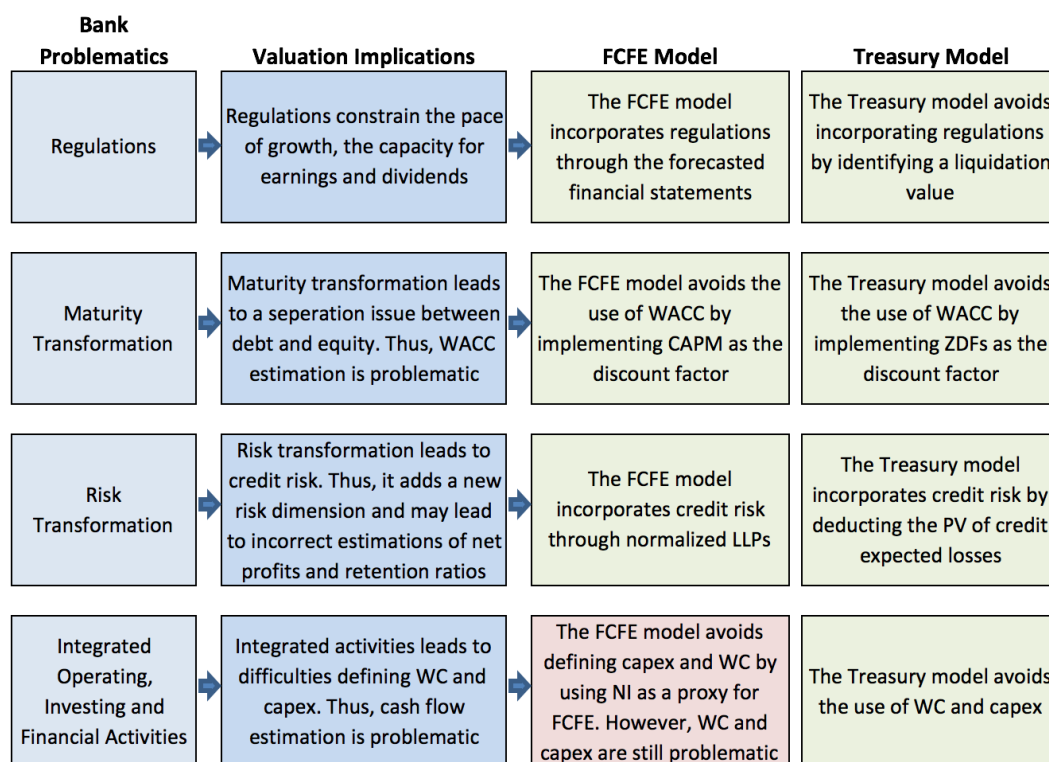 Bank
Problematics
Valuation Implications
FCFE Model
Treasury Model
Regulations
Regulations constrain the pace
of growth, the capacity for
earnings and dividends
The FCFE model
incorporates regulations
through the forecasted
financial statements
The Treasury model avoids
incorporating regulations
by identifying a liquidation
value
Maturity
Transformation
Maturity transformation leads
to a seperation issue between
debt and equity. Thus, WACC
estimation is problematic
The FCFE model avoids the
use of WACC by
implementing CAPM as the
discount factor
The Treasury model avoids
the use of WACC by
implementing ZDFs as the
discount factor
Risk
Transformation
Risk transformation leads to
credit risk. Thus, it adds a new
risk dimension and may lead
to incorrect estimations of net
profits and retention ratios
The FCFE model
incorporates credit risk
through normalized LLPs
The Treasury model
incorporates credit risk by
deducting the PV of credit
expected losses
Integrated
Operating,
Investing and
Financial Activities
Integrated activities leads to
difficulties defining WC and
capex. Thus, cash flow
estimation is problematic
The FCFE model avoids
defining capex and WC by
using NI as a proxy for
FCFE. However, WC and
capex are still problematic
The Treasury model avoids
the use of WC and capex